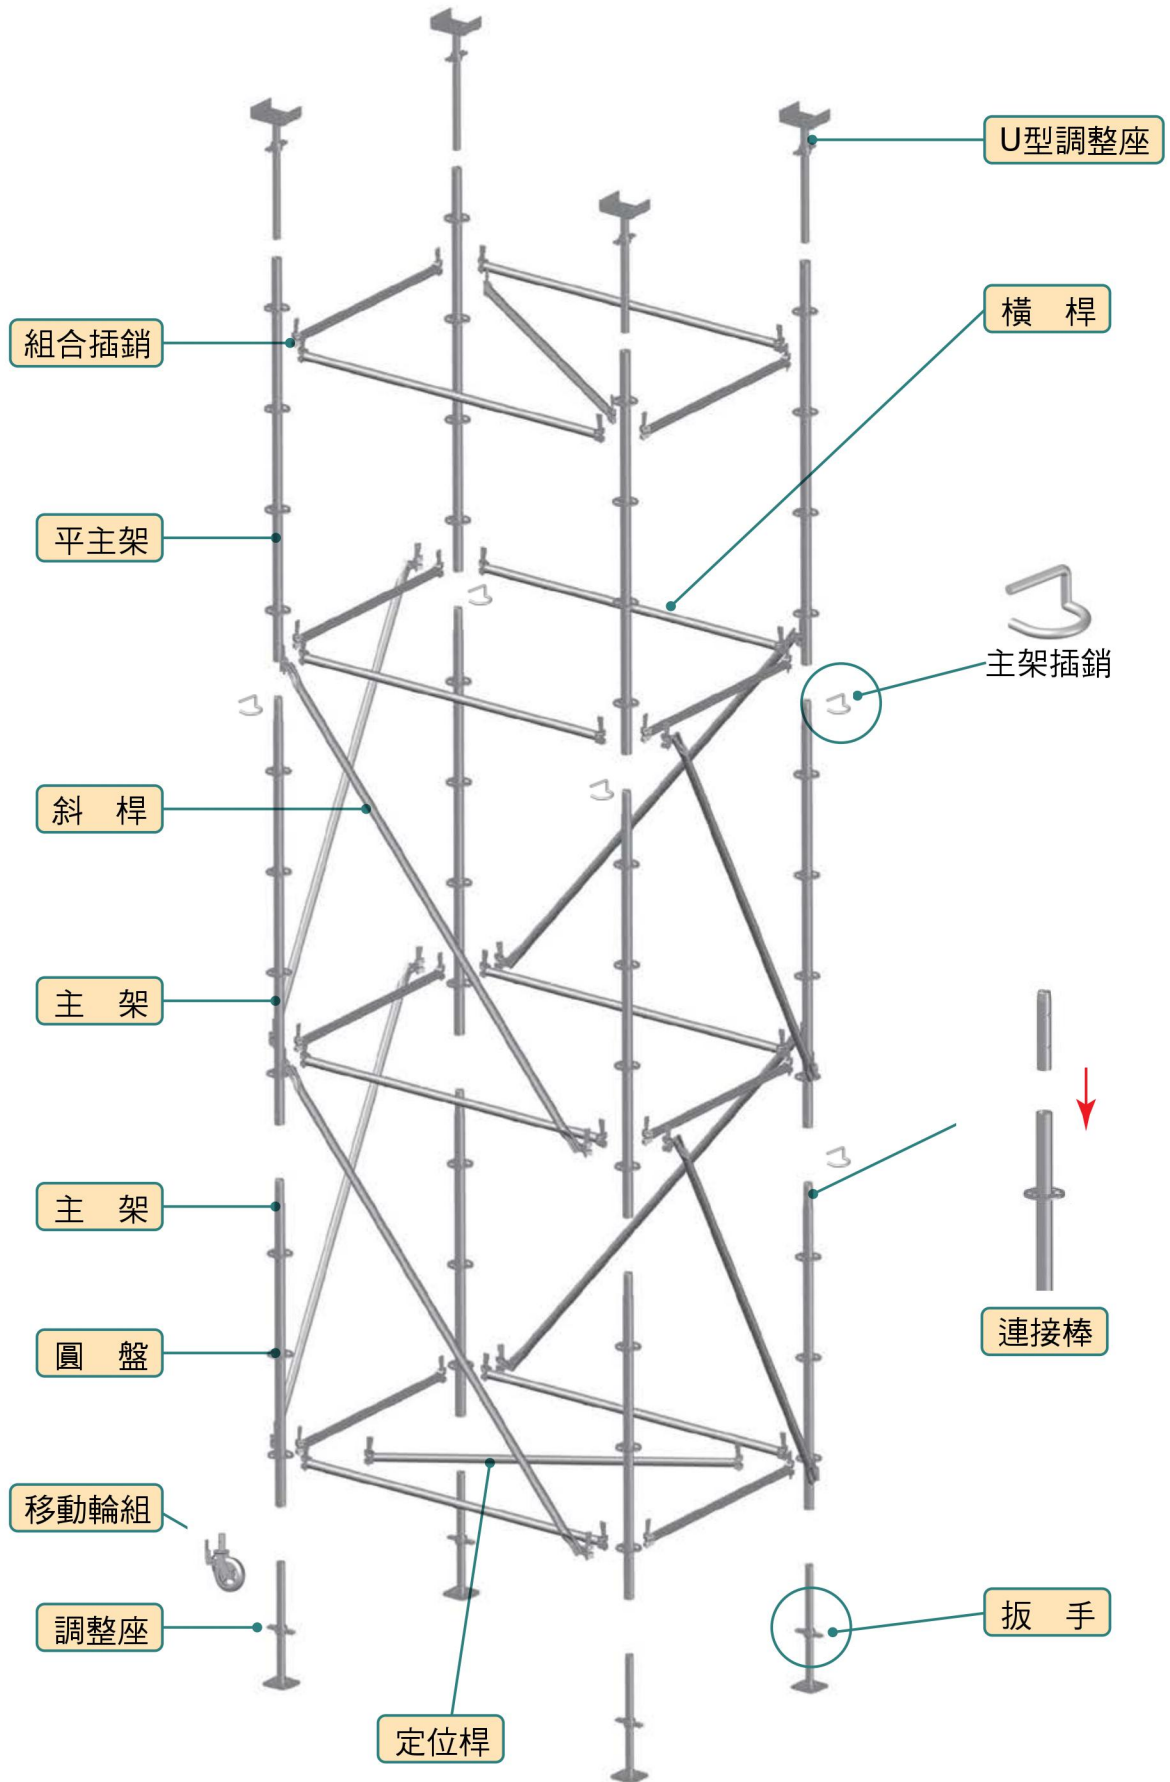 U型調整座
橫　桿
組合插銷
平主架
主架插銷
斜　桿
主　架
主　架
連接棒
圓　盤
移動輪組
調整座
扳　手
定位桿